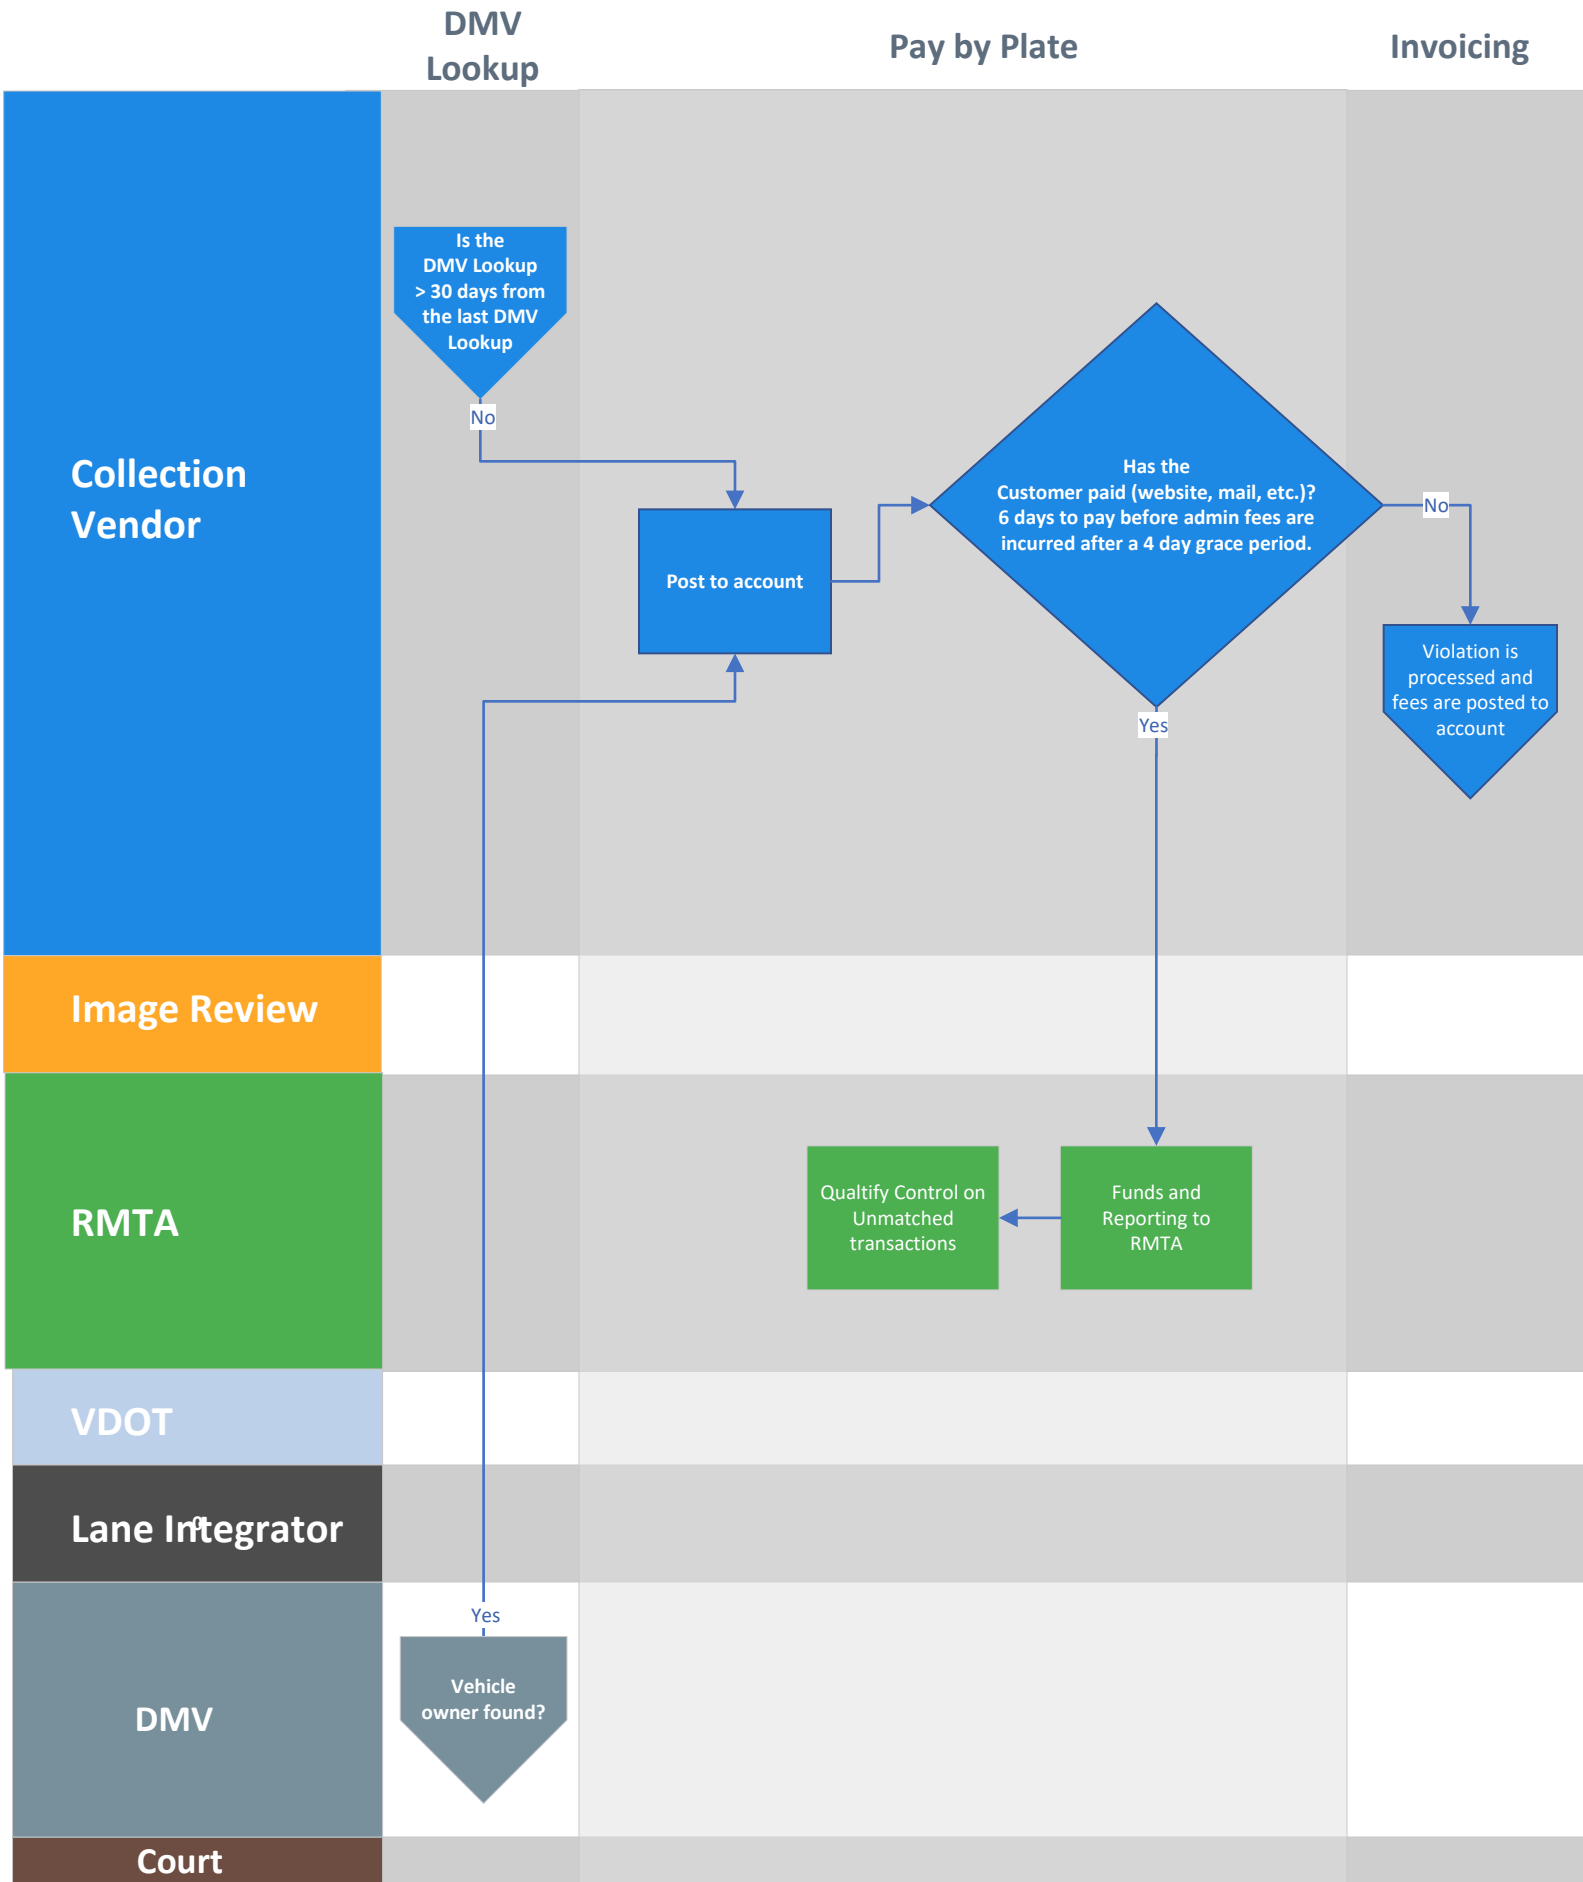 DMV
Lookup
Pay by Plate
Invoicing
Collection
Vendor
Is the
DMV Lookup
> 30 days from
the last DMV
Lookup
No
Post to account
Has the
Customer paid (website, mail, etc.)?
6 days to pay before admin fees are
incurred after a 4 day grace period.
No
Yes
Violation is
processed and
fees are posted to
account
Image Review
RMTA
Qualtify Control on
Unmatched
transactions
Funds and
Reporting to
RMTA
VDOT
Lane Integrator
DMV
Yes
Vehicle
owner found?
Court